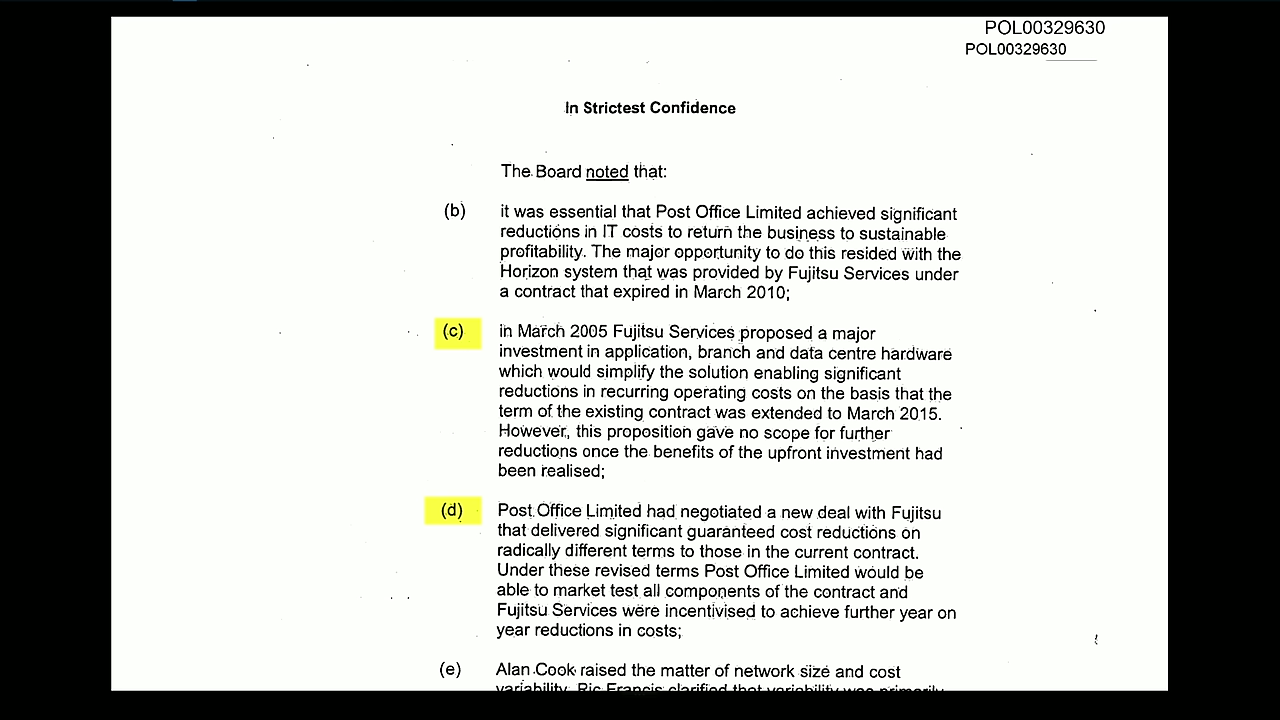 POL00329630
POL00329630
In Strictest Confidence
The Board noted that:
(b) it was essential that Post Office Limited achieved significant
reductions in IT costs to return the business to sustainable
profitability. The major opportunity to do this resided with the
Horizon system that was provided by Fujitsu Services under
a contract that expired in March 2010;
(c) in March 2005 Fujitsu Services proposed a major
investment in application, branch and data centre hardware
which would simplify the solution enabling significant
reductions in recurring operating costs on the basis that the
term of the existing contract was extended to March 2015.
However, this proposition gave no scope for further
reductions once the benefits of the upfront investment had
been realised;
(d) Post Office Limited had negotiated a new deal with Fujitsu
that delivered significant guaranteed cost reductions on
radically different terms to those in the current contract.
Under these revised terms Post Office Limited would be
able to market test all components of the contract and
Fujitsu Services were incentivised to achieve further year on
year reductions in costs;
(e) Alan Cook raised the matter of network size and cost
variability. Ric Francis clarified that variability was primarily